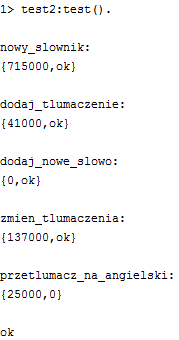 1> test2:test().
nowy_slownik:
{715000,ok}
dodaj_tlumaczenie:
{41000,ok}
dodaj_nowe_slowo:
{0,ok}
zmien_tlumaczenia:
{137000,ok}
przetlumacz_na_angielski:
{25000,0}
ok